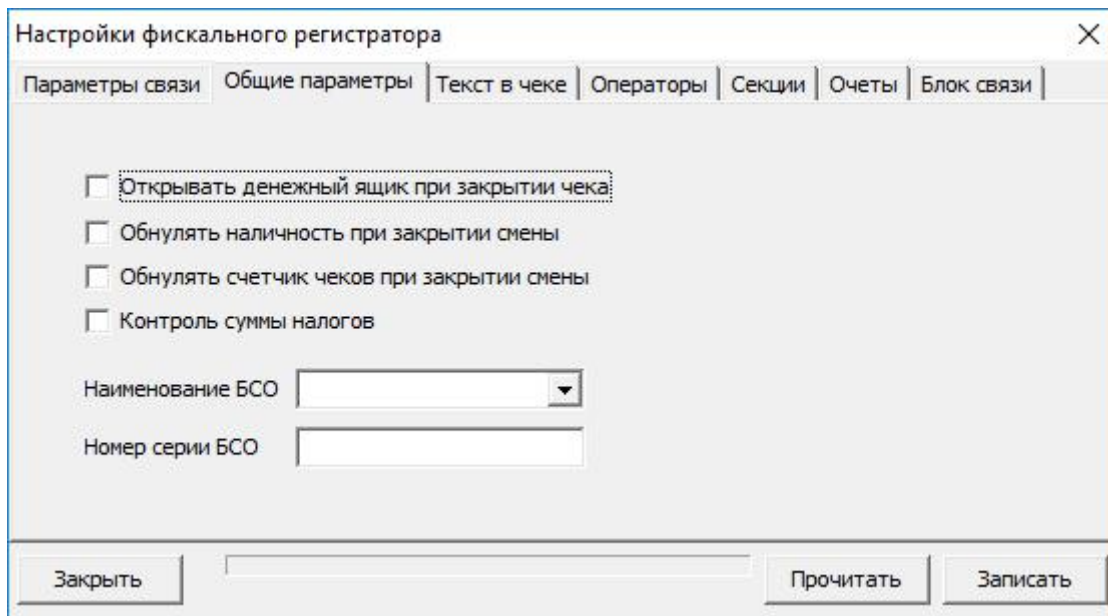 Настройки фискального регистратора
Параметры связи Общие параметры Текст в чеке Операторы Секции Очеты Блок связи
Открывать денежный ящик при закрытии чека
Обнулять наличность при закрытии смены
Обнулять счетчик чеков при закрытии смены
Контроль суммы налогов
Наименование БСО
Номер серии БСО
Закрыть Прочитать Записать